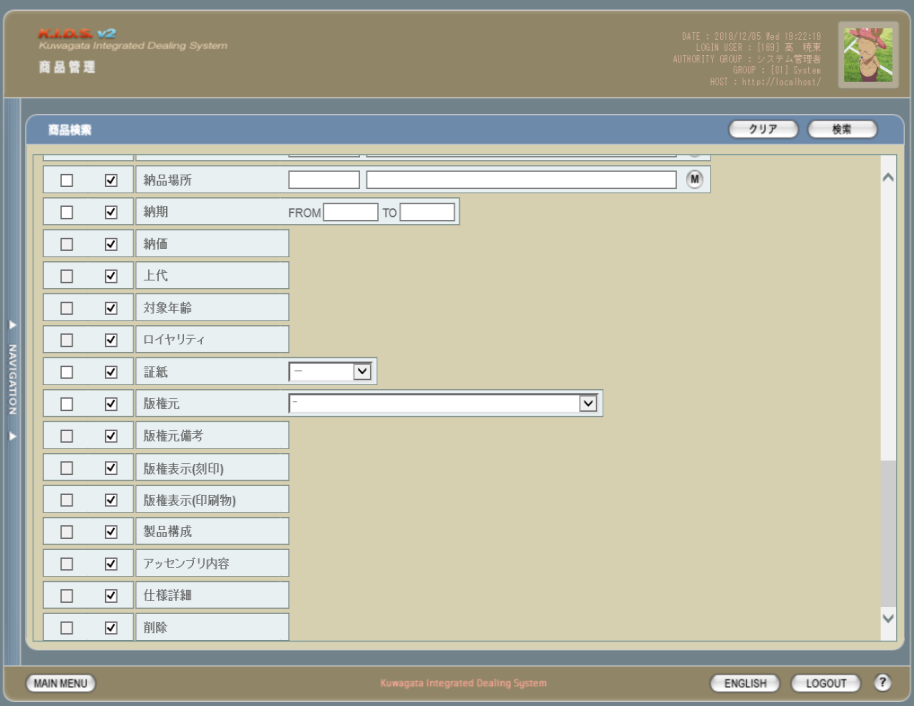 K.I.D.S. v2
Kuwagata Integrated Dealing System
商品管理
DATE : 2018/12/05 Wed 19:22:18
LOGIN USER : [169] 高 暁東
AUTHORITY GROUP : システム管理者
GROUP : [01] System
HOST : http://localhost/
商品検索
クリア
検索
納品場所
M
納期 FROM TO
納価
上代
対象年齢
ロイヤリティ
証紙 －
版権元 -
版権元備考
版権表示(刻印)
版権表示(印刷物)
製品構成
アッセンブリ内容
仕様詳細
削除
NAVIGATION
MAIN MENU
Kuwagata Integrated Dealing System
ENGLISH
LOGOUT
?